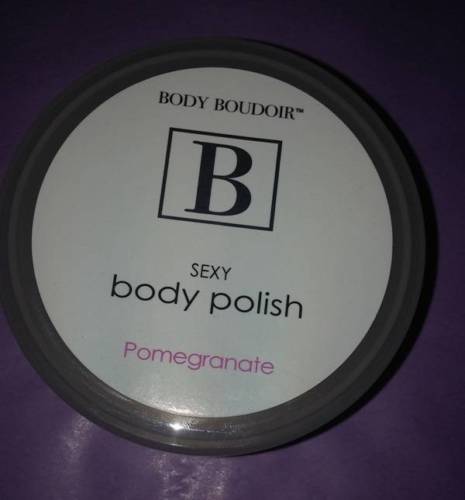 BODY BOUDOIR™
B
SEXY
body polish
Pomegranate